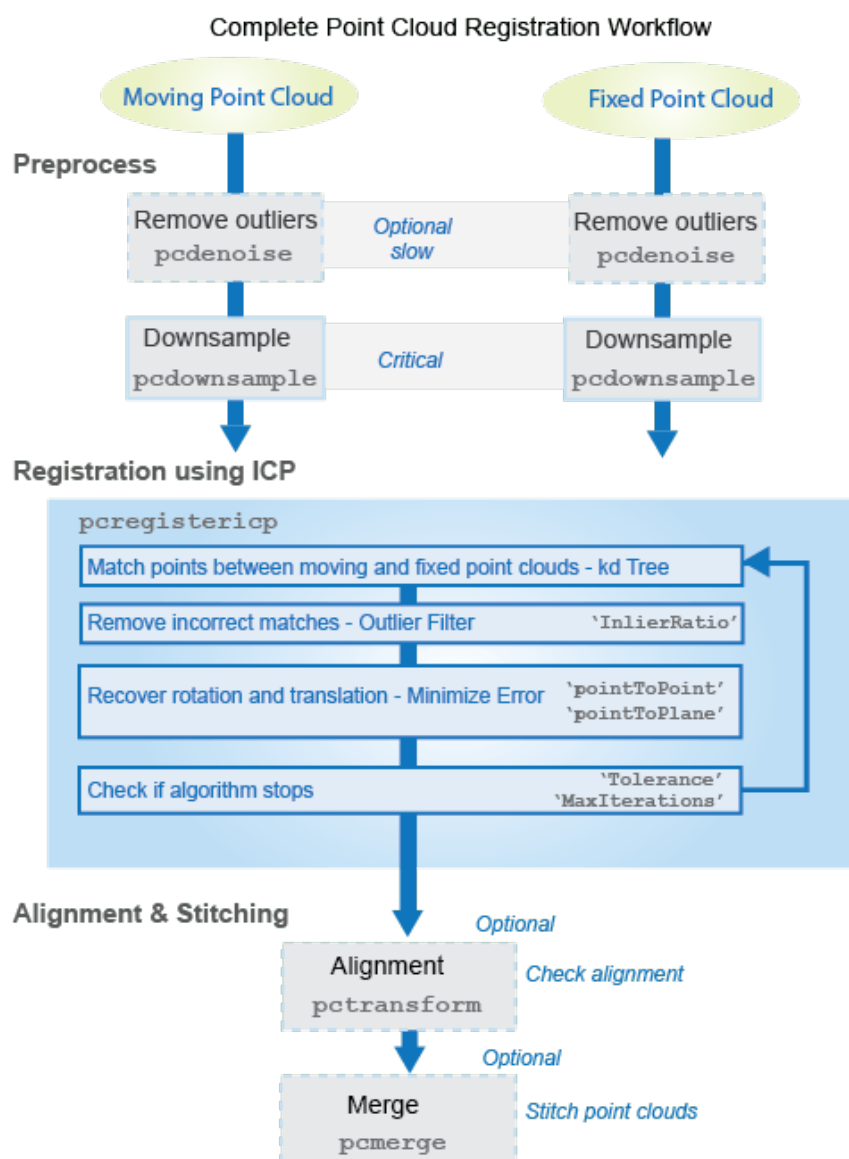 Complete Point Cloud Registration Workflow
Moving Point Cloud
Fixed Point Cloud
Preprocess
Remove outliers
pcdenoise
Optional
slow
Remove outliers
pcdenoise
Downsample
pcdownsample
Critical
Downsample
pcdownsample
Registration using ICP
pcregistericp
Match points between moving and fixed point clouds - kd Tree
Remove incorrect matches - Outlier Filter ‘InlierRatio’
Recover rotation and translation - Minimize Error ‘pointToPoint’
‘pointToPlane’
Check if algorithm stops ‘Tolerance’
‘MaxIterations’
Alignment & Stitching
Optional
Alignment
pctransform
Check alignment
Optional
Merge
pcmerge
Stitch point clouds